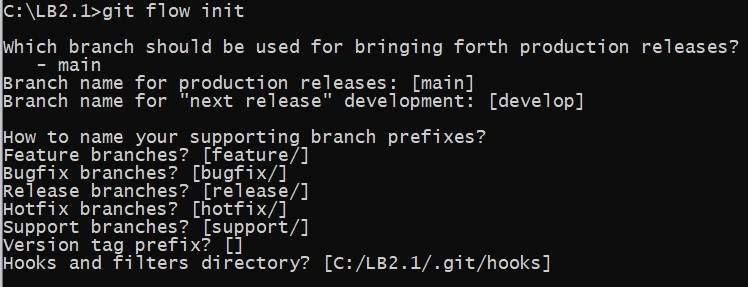 C:\LB2.1>git flow init
Which branch should be used for bringing forth production releases?
- main
Branch name for production releases: [main]
Branch name for "next release" development: [develop]
How to name your supporting branch prefixes?
Feature branches? [feature/]
Bugfix branches? [bugfix/]
Release branches? [release/]
Hotfix branches? [hotfix/]
Support branches? [support/]
Version tag prefix? []
Hooks and filters directory? [C:/LB2.1/.git/hooks]